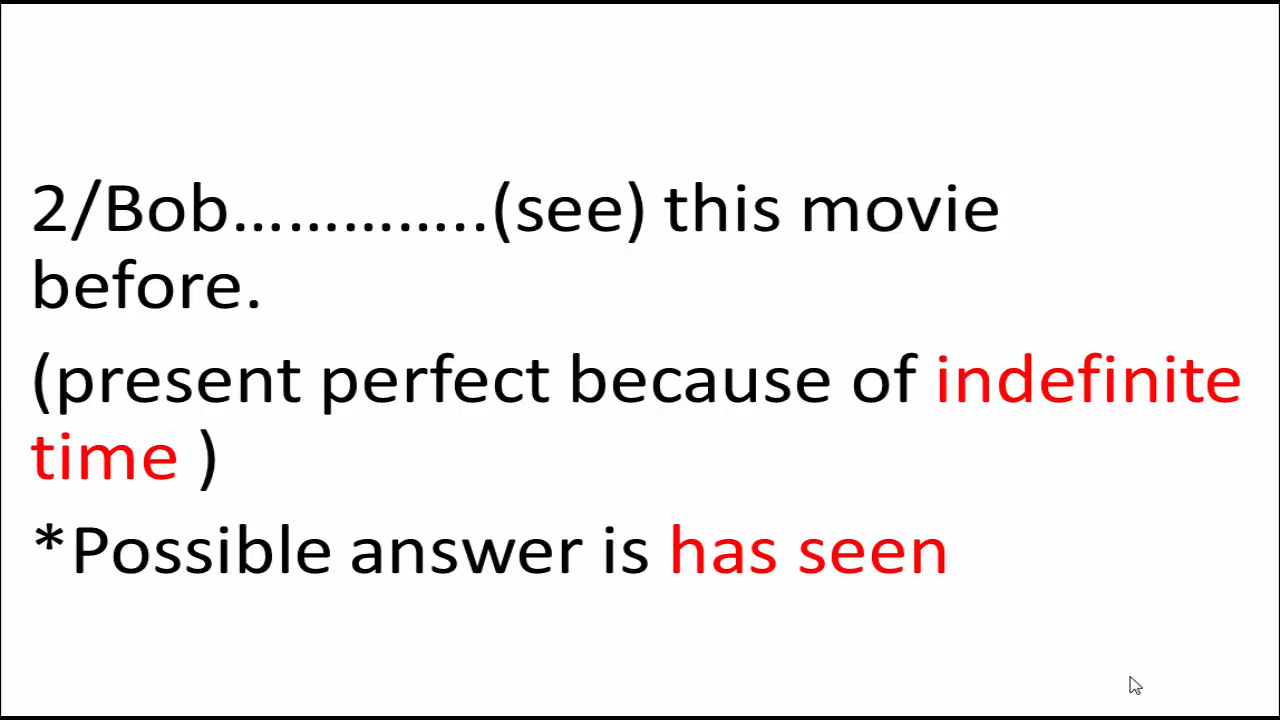 2/Bob…………..(see) this movie
before.
(present perfect because of indefinite
time )
*Possible answer is has seen